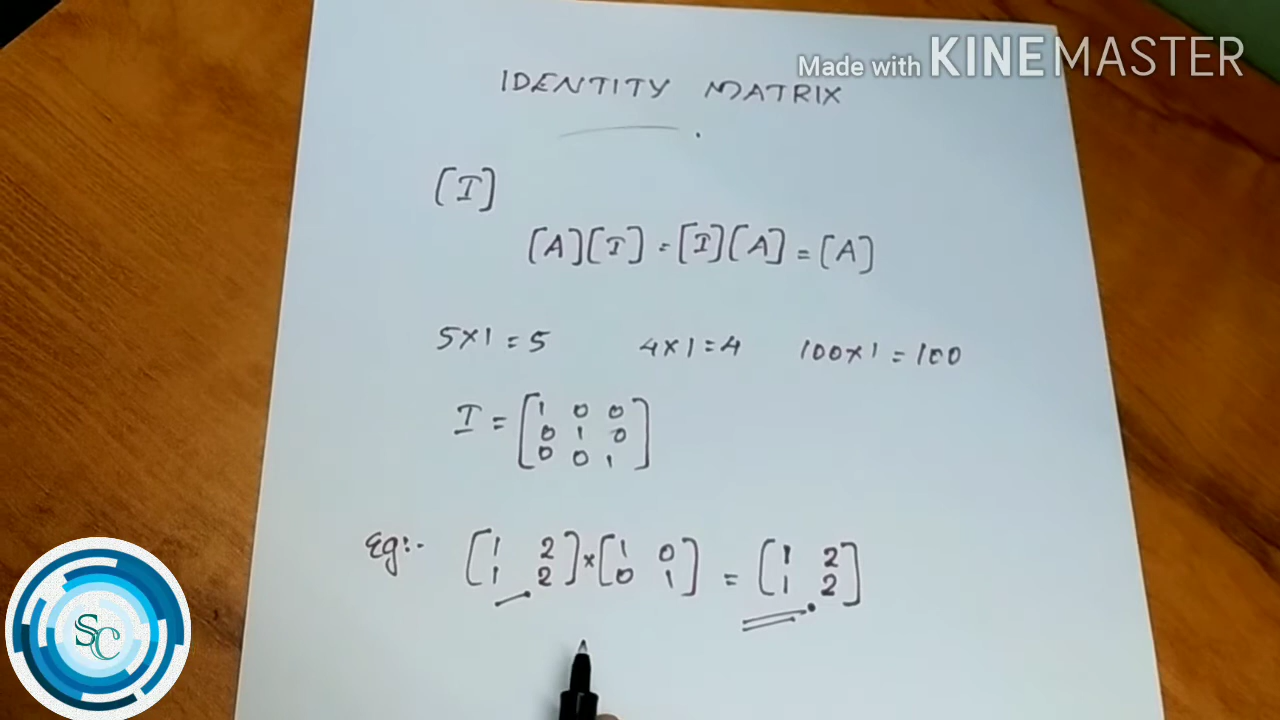 Made with KINEMASTER
IDENTITY MATRIX
[I]
[A][I] = [I][A] = [A]
5×1 = 5 4×1 = 4 100×1 = 100
I = [1 0 0
0 1 0
0 0 1]
Eg:- [1 2 ] × [1 0 ] = [1 2 ]
[1 2 ] [0 1 ] [1 2 ]
SC